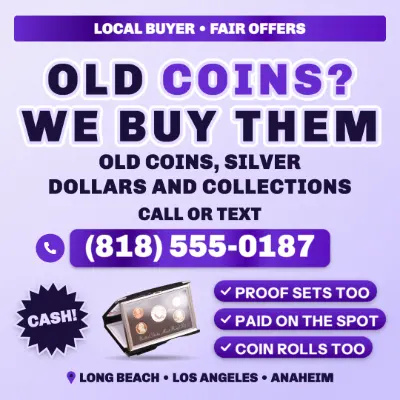 LOCAL BUYER • FAIR OFFERS
OLD COINS?
WE BUY THEM
OLD COINS, SILVER
DOLLARS AND COLLECTIONS
CALL OR TEXT
(818) 555-0187
CASH!
PROOF SETS TOO
PAID ON THE SPOT
COIN ROLLS TOO
LONG BEACH • LOS ANGELES • ANAHEIM